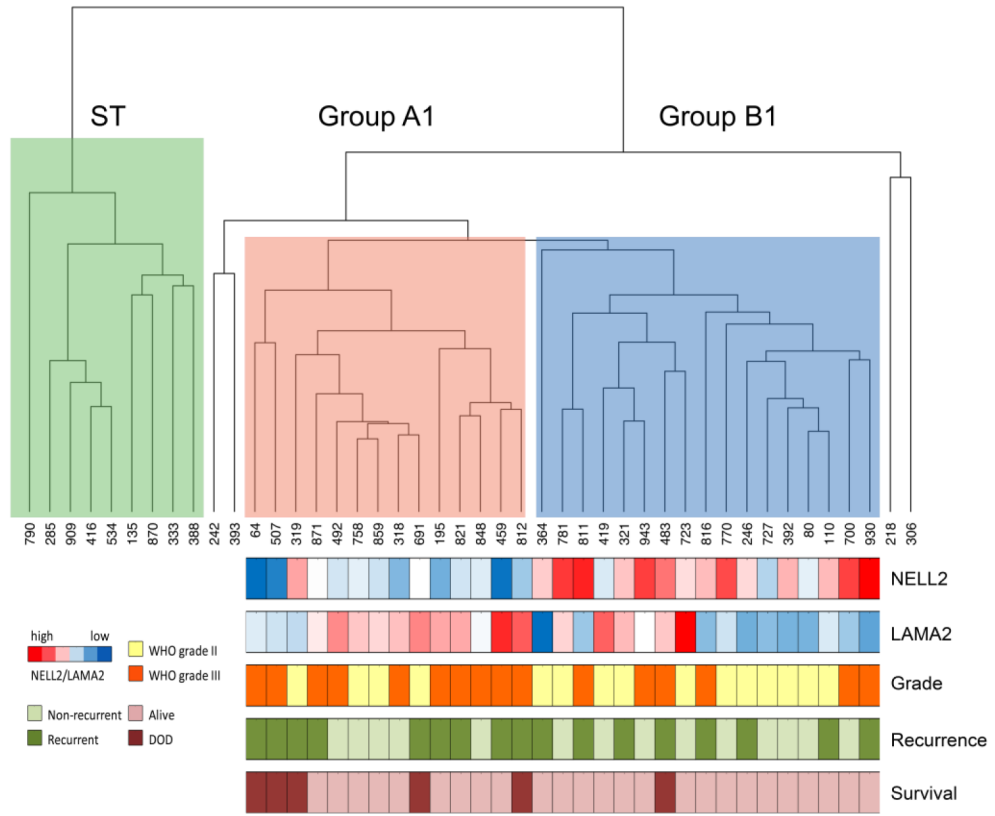 ST Group A1 Group B1
790 285 909 416 534 135 870 333 388 242 393 64 507 319 871 492 758 859 318 691 195 821 848 459 812 364 781 811 419 321 943 483 723 816 770 246 727 392 80 110 700 930 218 306
NELL2
LAMA2
high low
NELL2/LAMA2
WHO grade II
WHO grade III
Grade
Non-recurrent
Recurrent
Alive
DOD
Recurrence
Survival